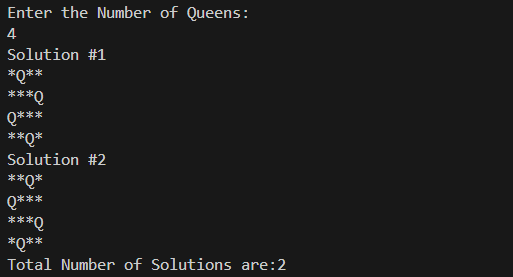 Enter the Number of Queens:
4
Solution #1
*Q**
***Q
Q***
**Q*
Solution #2
**Q*
Q***
***Q
*Q**
Total Number of Solutions are:2